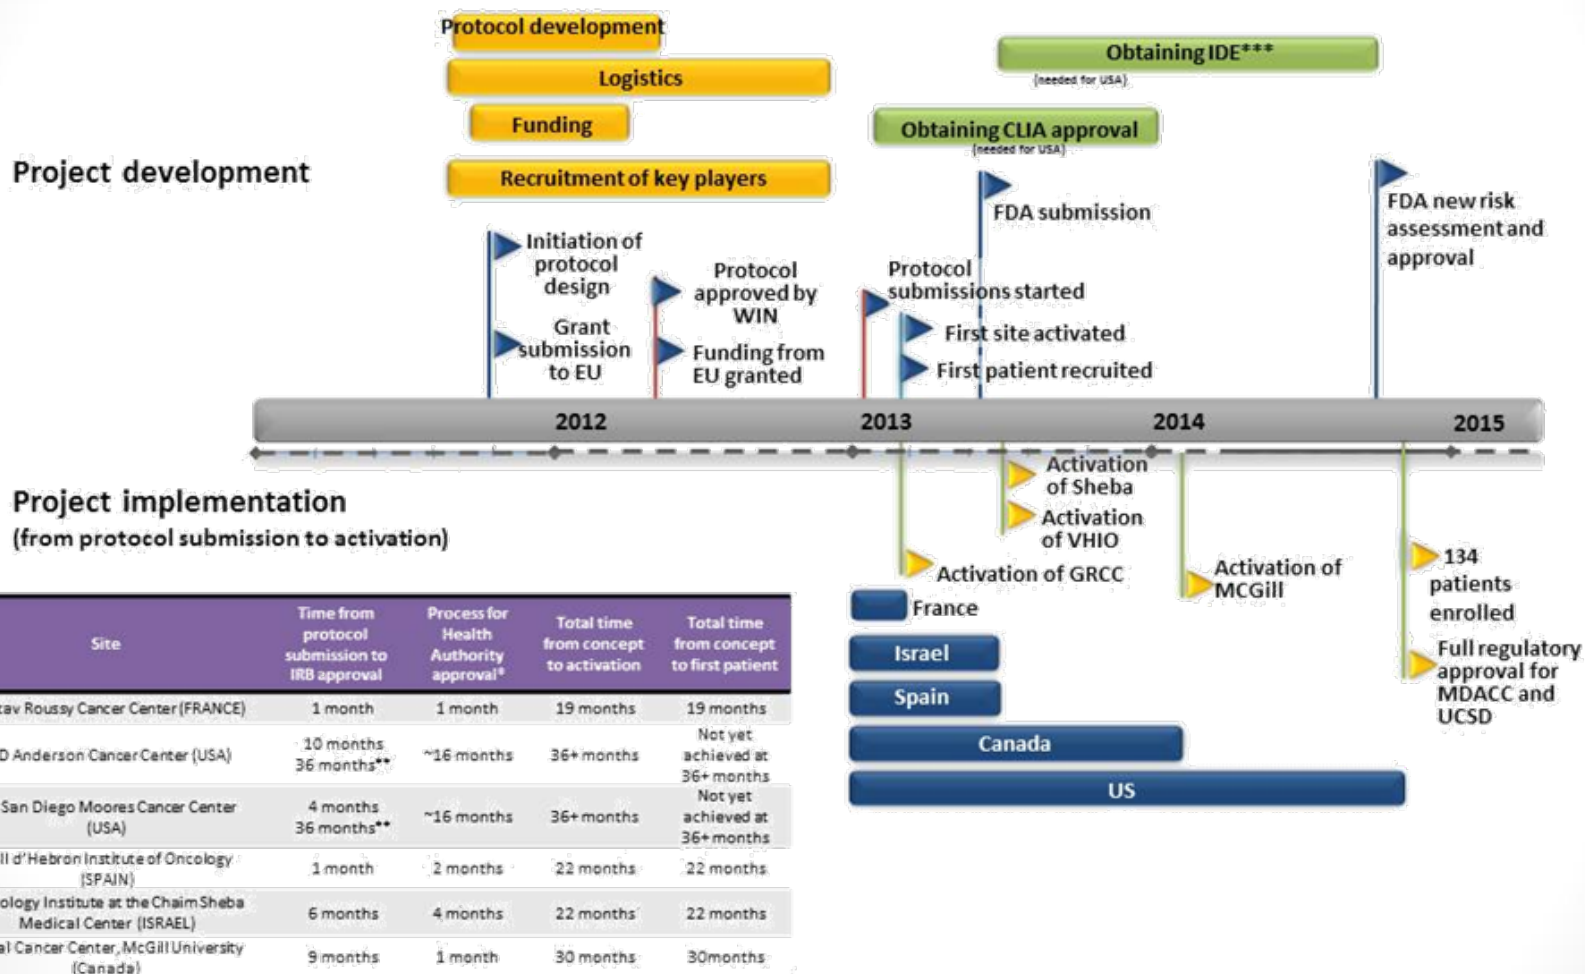 Protocol development
Logistics
Funding
Recruitment of key players
Obtaining IDE***
(needed for USA)
Obtaining CLIA approval
(needed for USA)
Project development
Initiation of
protocol
design
Grant
submission
to EU
Protocol
approved by
WIN
Funding from
EU granted
Protocol
submissions started
First site activated
First patient recruited
FDA submission
FDA new risk
assessment and
approval
2012
2013
2014
2015
Project implementation
(from protocol submission to activation)
Activation
of Sheba
Activation
of VHIO
Activation of GRCC
Activation of
MCGill
134
patients
enrolled
Full regulatory
approval for
MDACC and
UCSD
France
Israel
Spain
Canada
US
Site
Time from
protocol
submission to
IRB approval
Process for
Health
Authority
approval*
Total time
from concept
to activation
Total time
from concept
to first patient
Roussy Cancer Center (FRANCE)
1 month
1 month
19 months
19 months
Anderson Cancer Center (USA)
10 months
36 months**
~16 months
36+ months
Not yet
achieved at
36+ months
San Diego Moores Cancer Center
(USA)
4 months
36 months**
~16 months
36+ months
Not yet
achieved at
36+ months
d'Hebron Institute of Oncology
(SPAIN)
1 month
2 months
22 months
22 months
Institute at the Chaim Sheba
Medical Center (ISRAEL)
6 months
4 months
22 months
22 months
Cancer Center, McGill University
(Canada)
9 months
1 month
30 months
30months